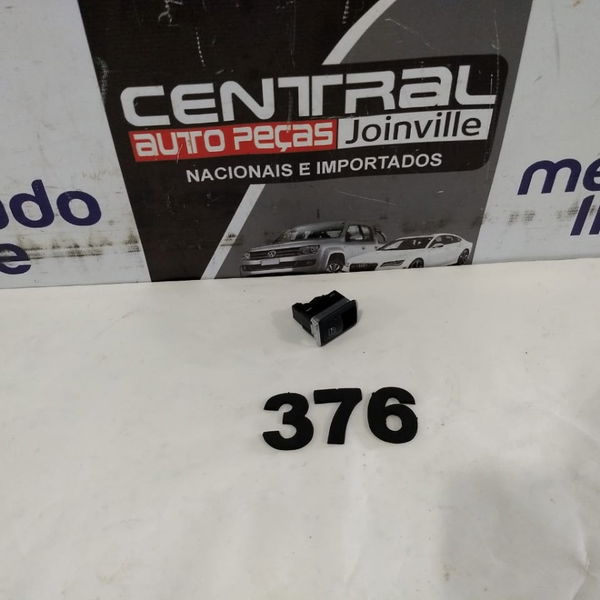 CENTRAL
AUTO PEÇAS Joinville
NACIONAIS E IMPORTADOS
376